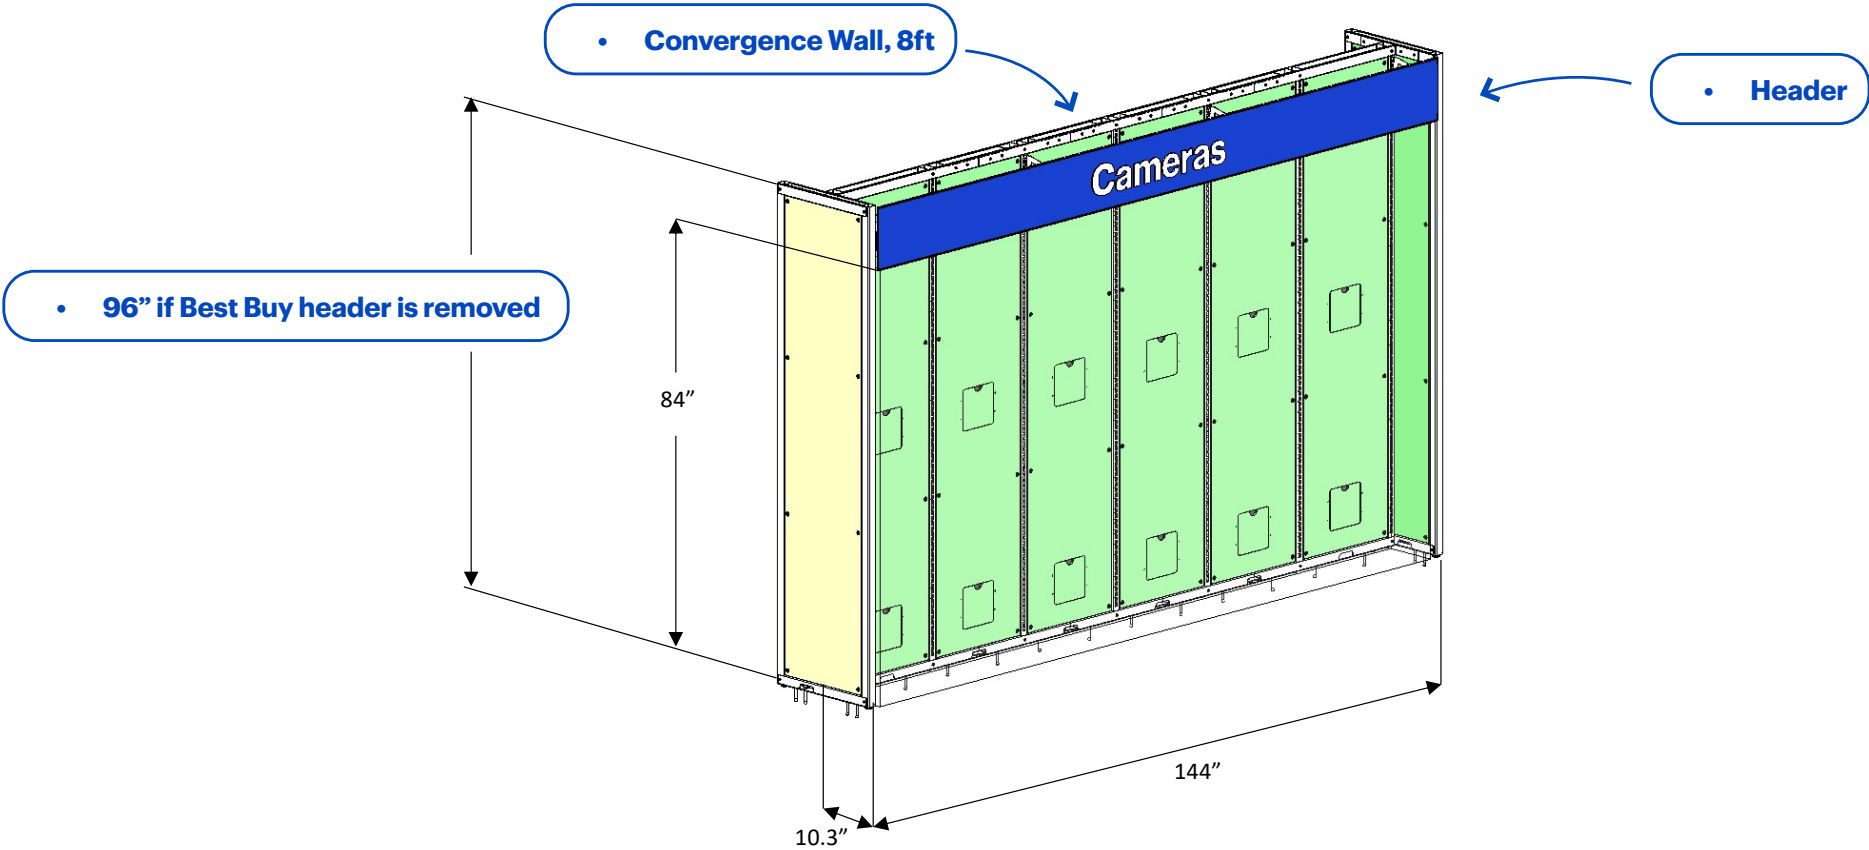 • Convergence Wall, 8ft
• Header
Cameras
• 96” if Best Buy header is removed
84”
144”
10.3”